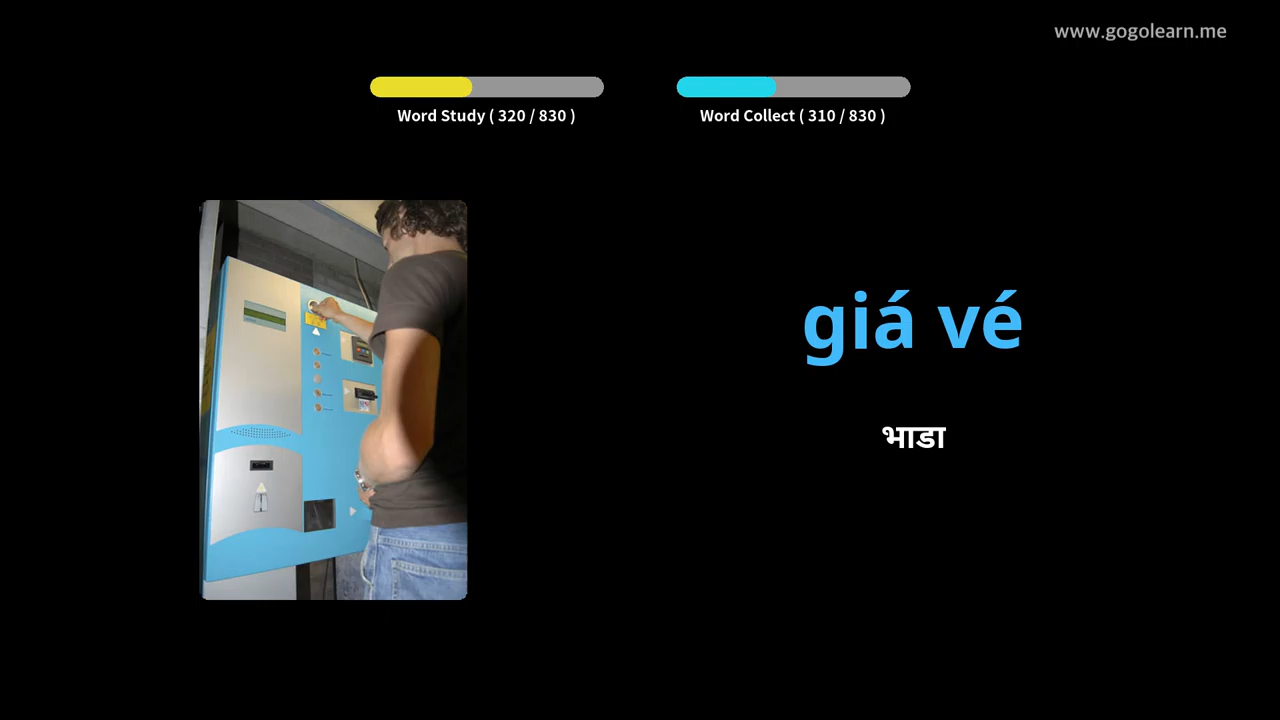 www.gogolearn.me
Word Study ( 320 / 830 )
Word Collect ( 310 / 830 )
giá vé
भाडा